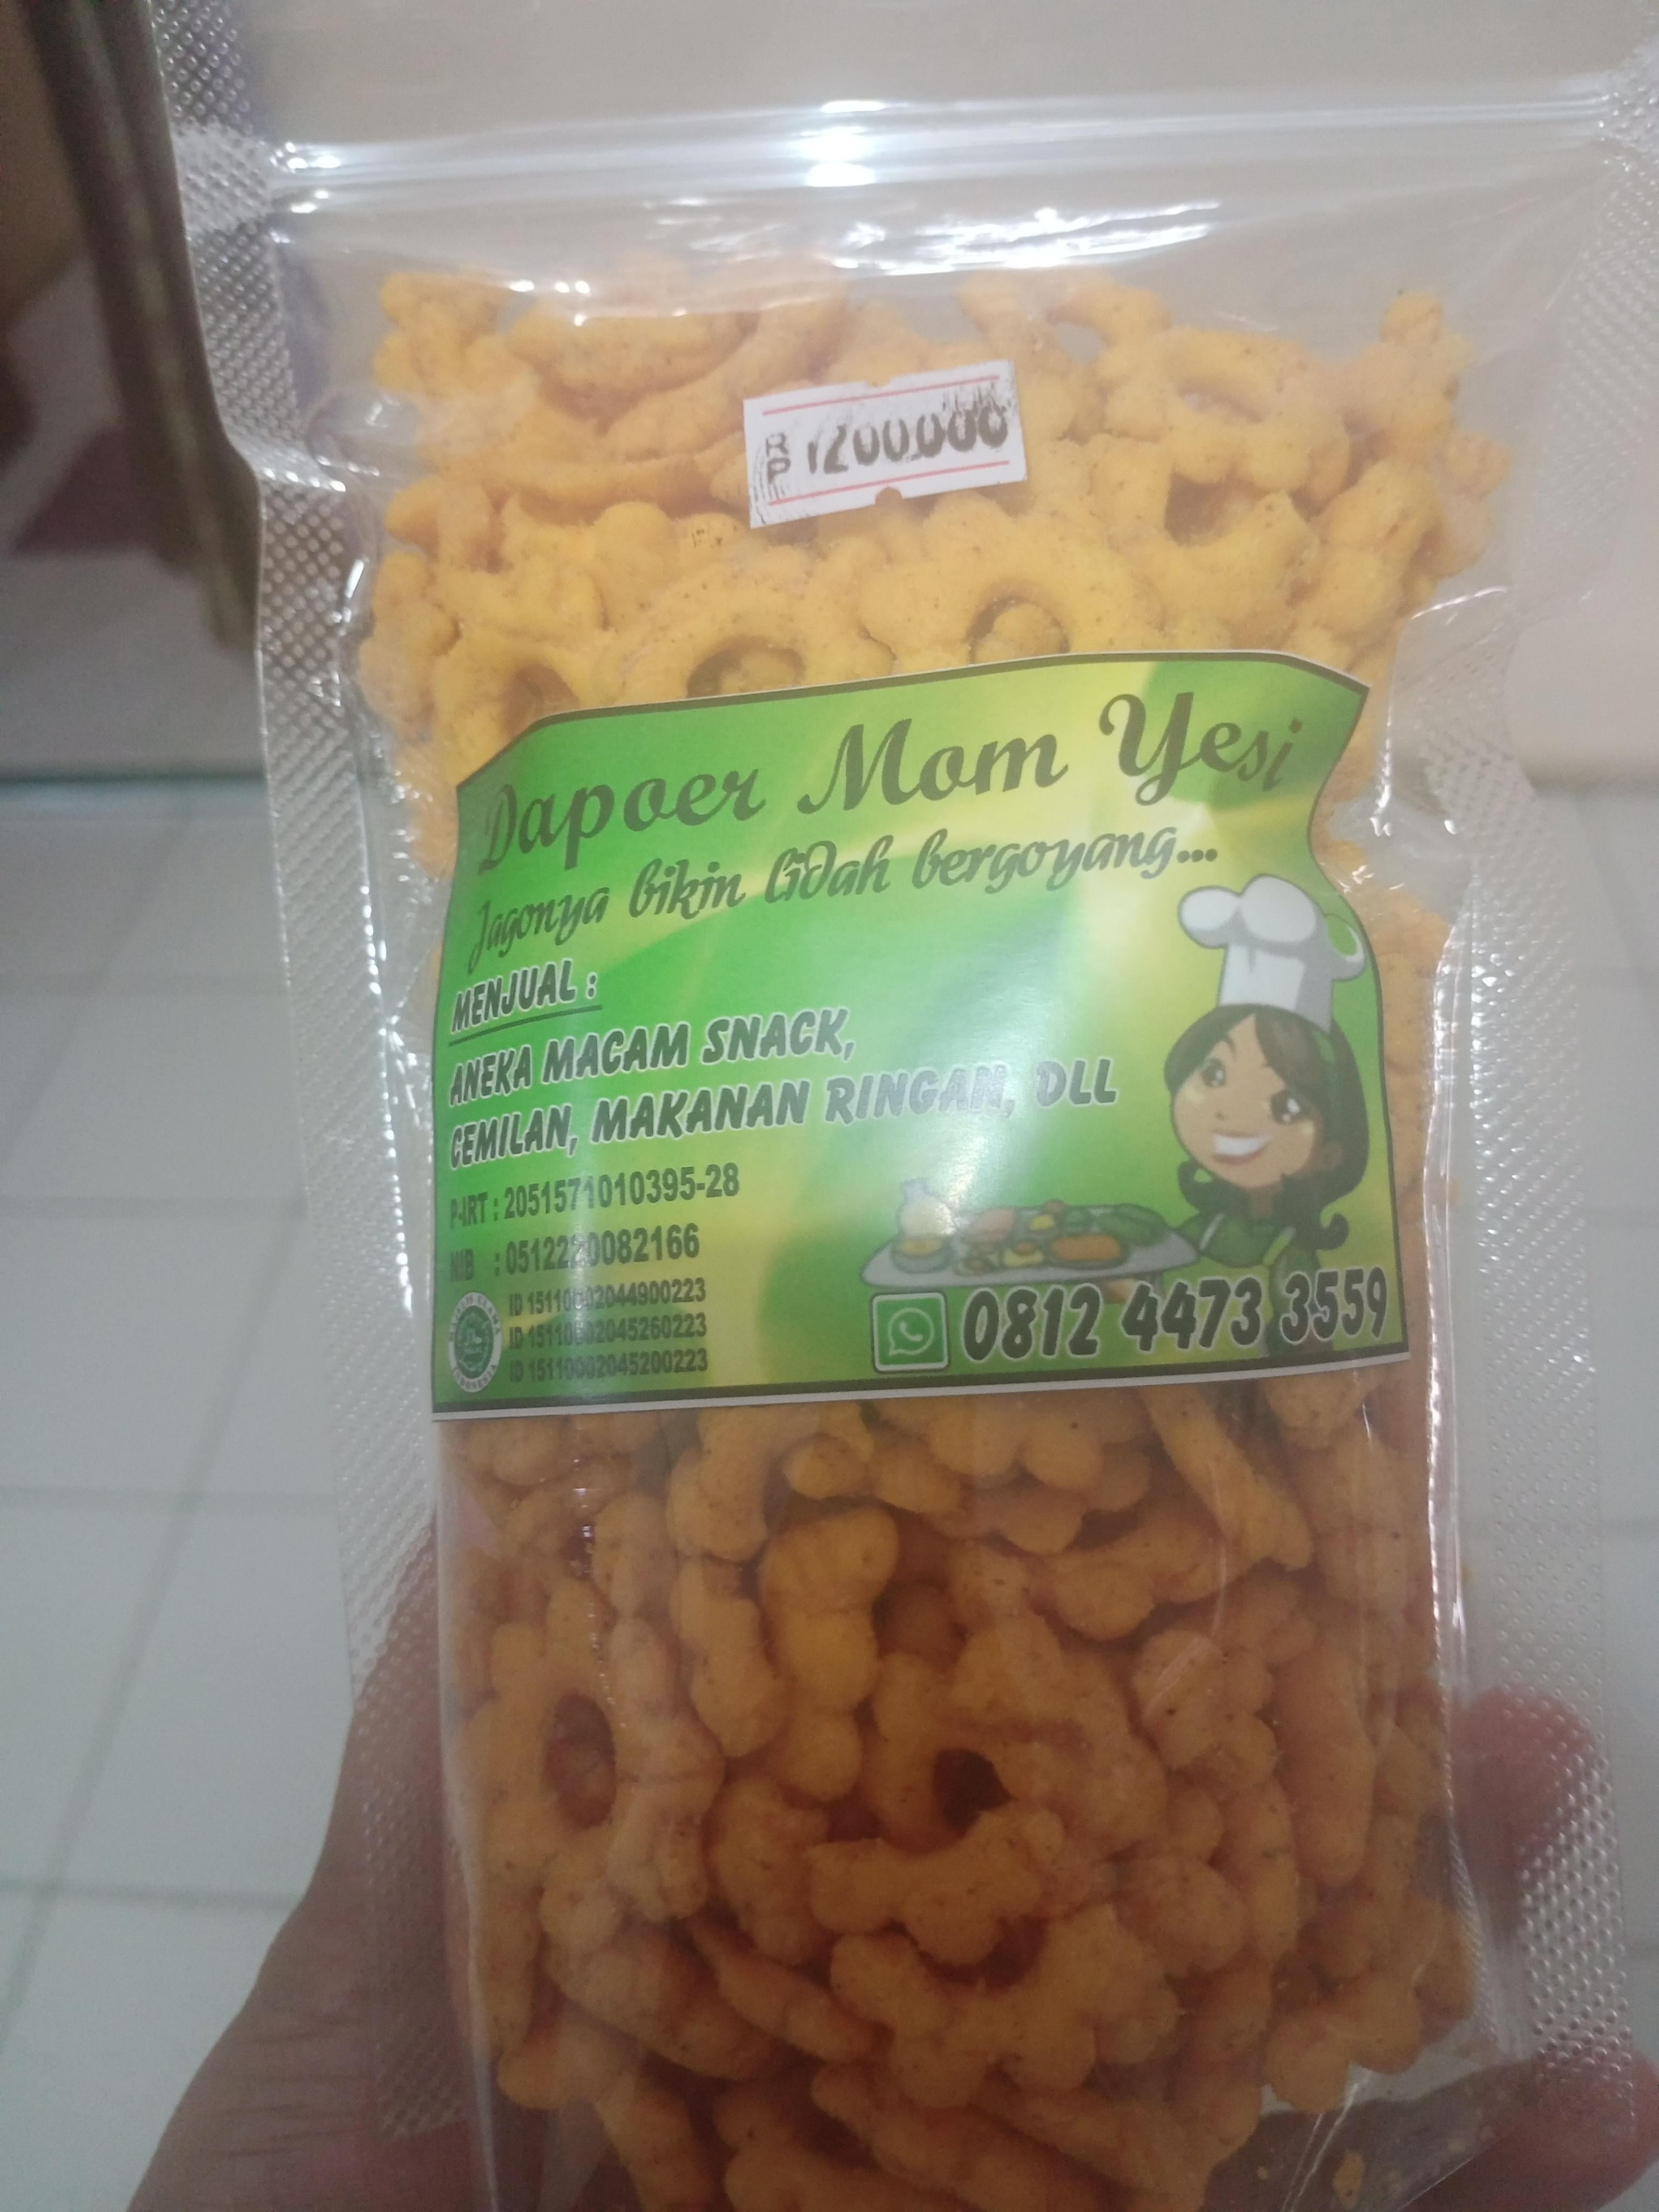 RP
Dapoer Mom Yesi
Jagonya bikin lidah bergoyang...
MENJUAL :
ANEKA MACAM SNACK,
CEMILAN, MAKANAN RINGAN, DLL
P-IRT : 2051571010395-28
NIB : 0512220082166
ID 15110002044900223
ID 15110002045260223
ID 15110002045200223
0812 4473 3559